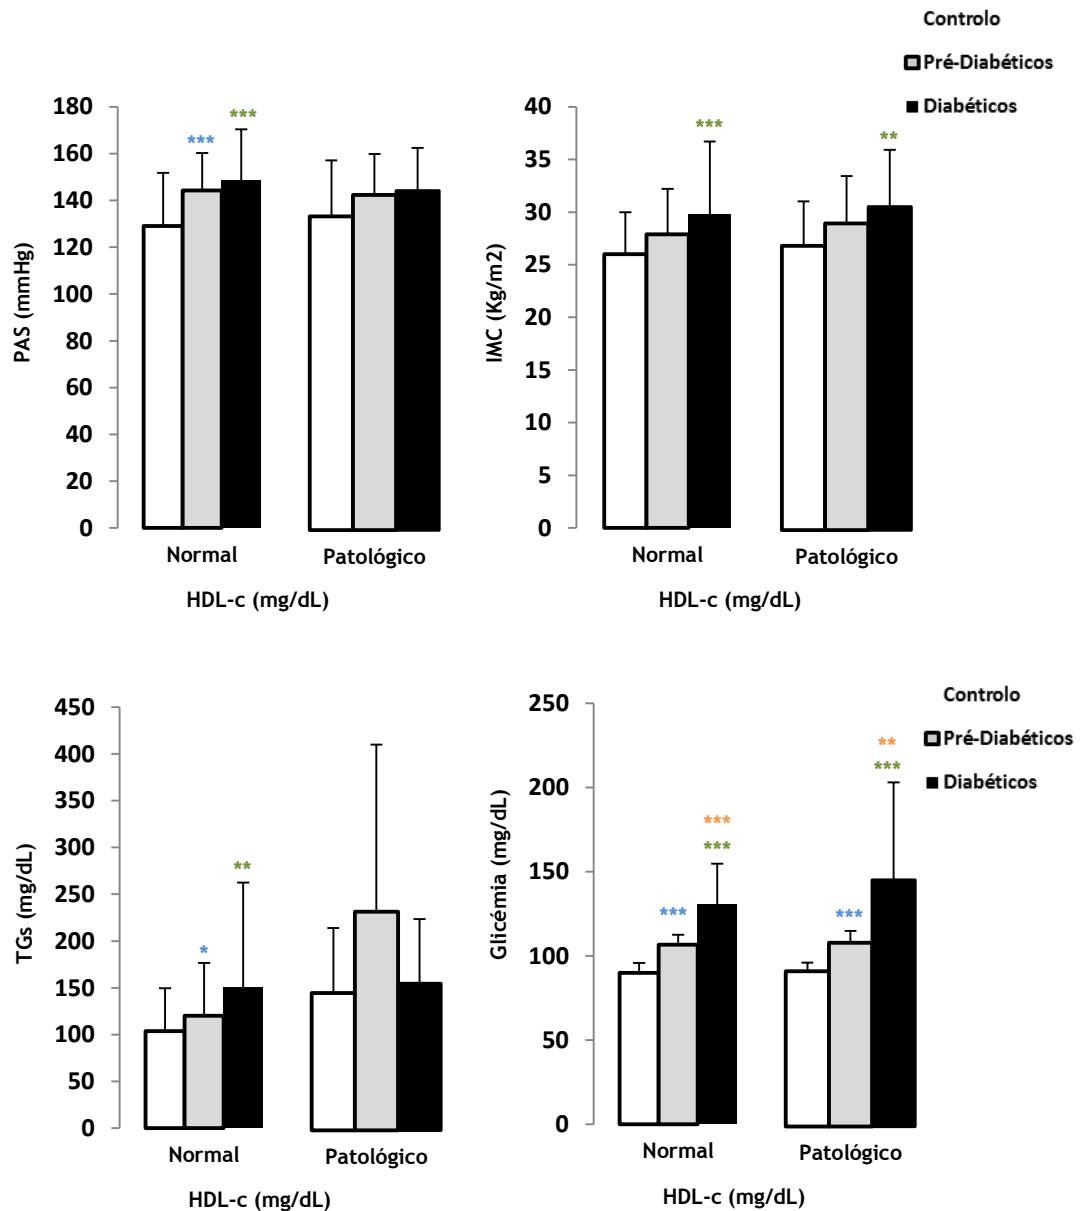 Controlo
Pré-Diabéticos
Diabéticos
PAS (mmHg)
180
160
140
120
100
80
60
40
20
0
***
***
Normal
Patológico
HDL-c (mg/dL)
IMC (Kg/m2)
40
35
30
25
20
15
10
5
0
***
**
Normal
Patológico
HDL-c (mg/dL)
TGs (mg/dL)
450
400
350
300
250
200
150
100
50
0
*
**
Normal
Patológico
HDL-c (mg/dL)
Controlo
Pré-Diabéticos
Diabéticos
Glicémia (mg/dL)
250
200
150
100
50
0
***
***
***
***
**
***
Normal
Patológico
HDL-c (mg/dL)